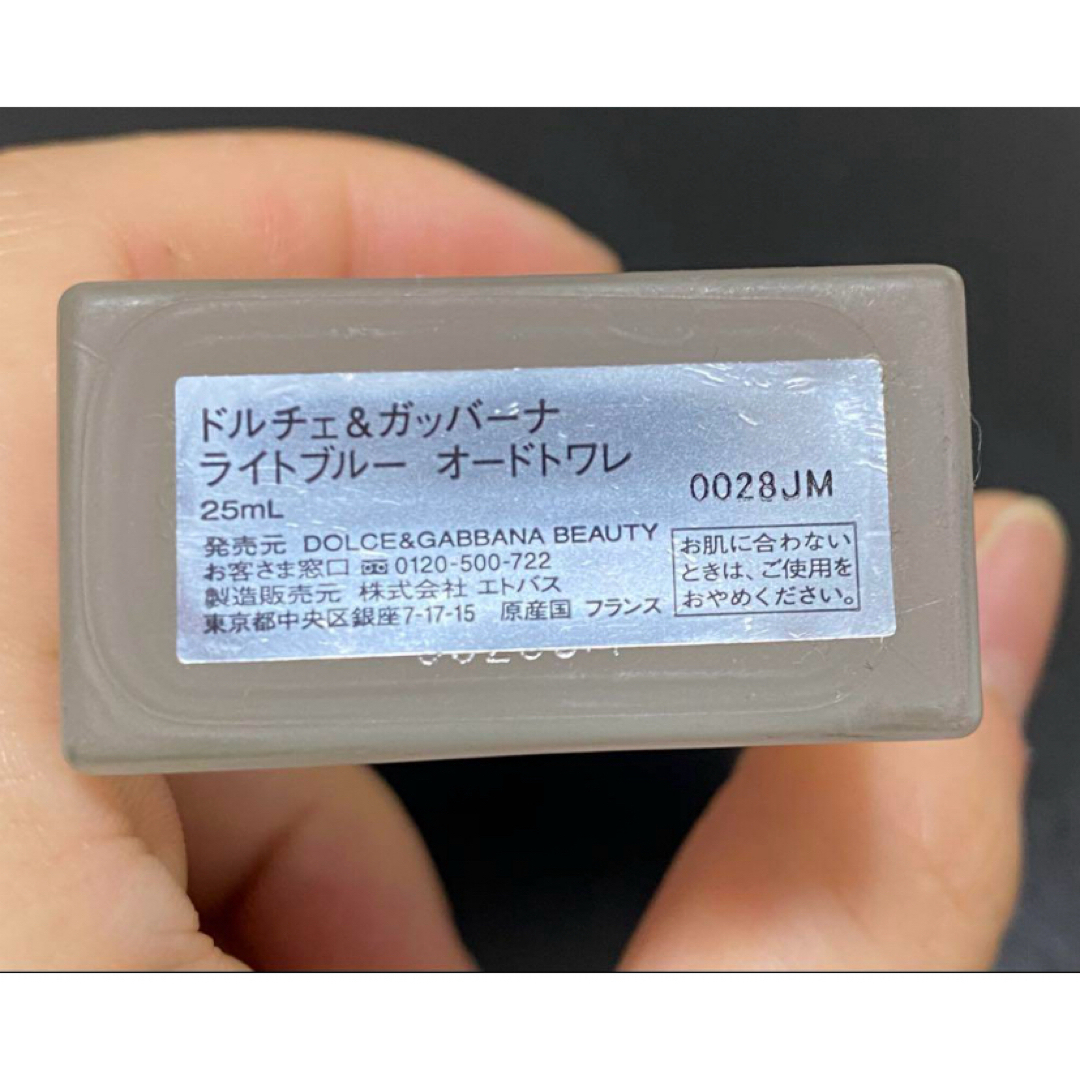 ドルチェ&ガッバーナ
ライトブルー オードトワレ
25mL
0028JM
発売元 DOLCE&GABBANA BEAUTY
お客さま窓口 0120-500-722
製造販売元 株式会社 エトバス
東京都中央区銀座7-17-15 原産国 フランス
お肌に合わない
ときは、ご使用を
おやめください。